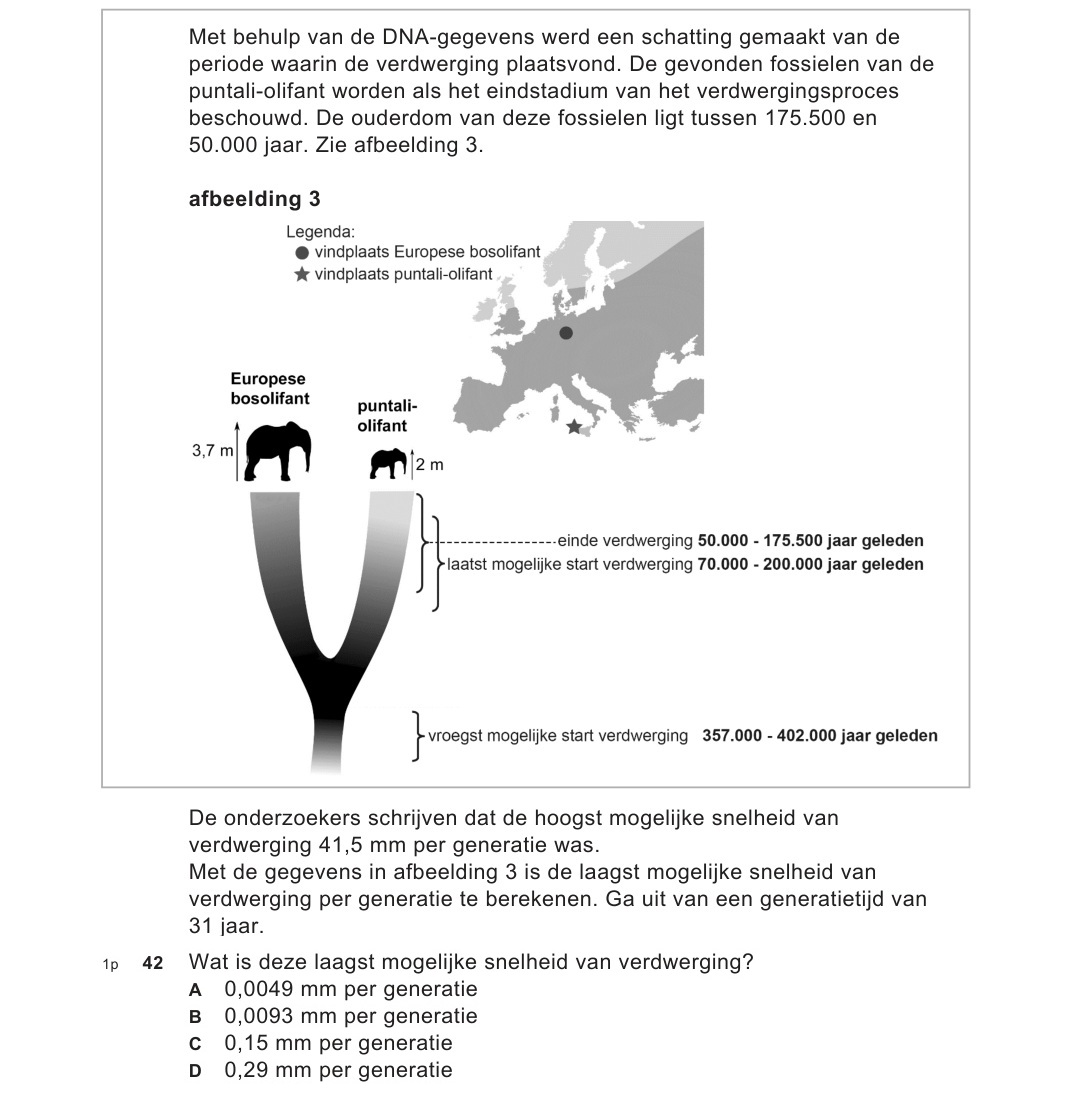 Met behulp van de DNA-gegevens werd een schatting gemaakt van de
periode waarin de verdwerging plaatsvond. De gevonden fossielen van de
puntali-olifant worden als het eindstadium van het verdwergingsproces
beschouwd. De ouderdom van deze fossielen ligt tussen 175.500 en
50.000 jaar. Zie afbeelding 3.
afbeelding 3
Legenda:
vindplaats Europese bosolifant
vindplaats puntali-olifant
Europese
bosolifant
puntali-
olifant
3,7 m
2 m
einde verdwerging 50.000 - 175.500 jaar geleden
laatst mogelijke start verdwerging 70.000 - 200.000 jaar geleden
vroegst mogelijke start verdwerging 357.000 - 402.000 jaar geleden
De onderzoekers schrijven dat de hoogst mogelijke snelheid van
verdwerging 41,5 mm per generatie was.
Met de gegevens in afbeelding 3 is de laagst mogelijke snelheid van
verdwerging per generatie te berekenen. Ga uit van een generatietijd van
31 jaar.
1p 42 Wat is deze laagst mogelijke snelheid van verdwerging?
A 0,0049 mm per generatie
B 0,0093 mm per generatie
C 0,15 mm per generatie
D 0,29 mm per generatie